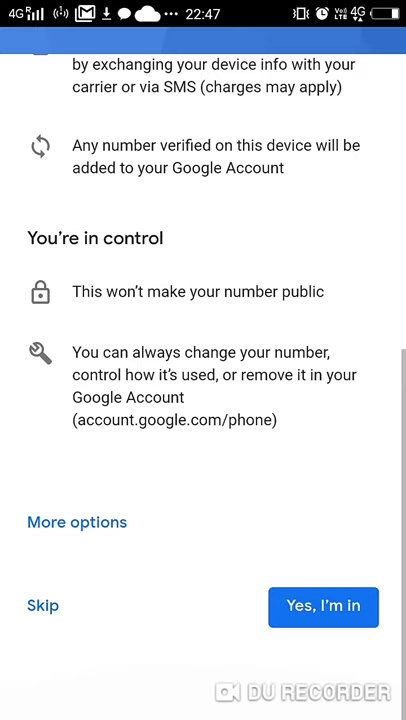 4G R 22:47 VoJ) LTE 4G
by exchanging your device info with your
carrier or via SMS (charges may apply)
Any number verified on this device will be
added to your Google Account
You're in control
This won't make your number public
You can always change your number,
control how it's used, or remove it in your
Google Account
(account.google.com/phone)
More options
Skip
Yes, I'm in
DU RECORDER